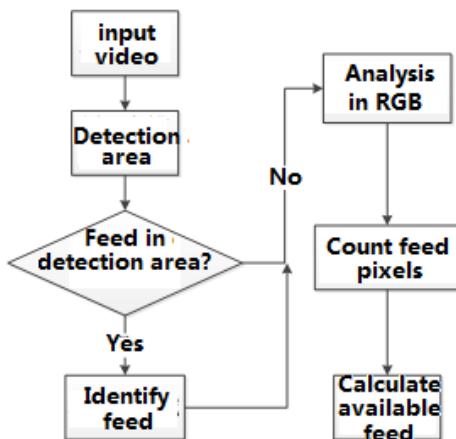 input
video
Detection
area
Feed in
detection area?
Yes
Identify
feed
No
Analysis
in RGB
Count feed
pixels
Calculate
available
feed